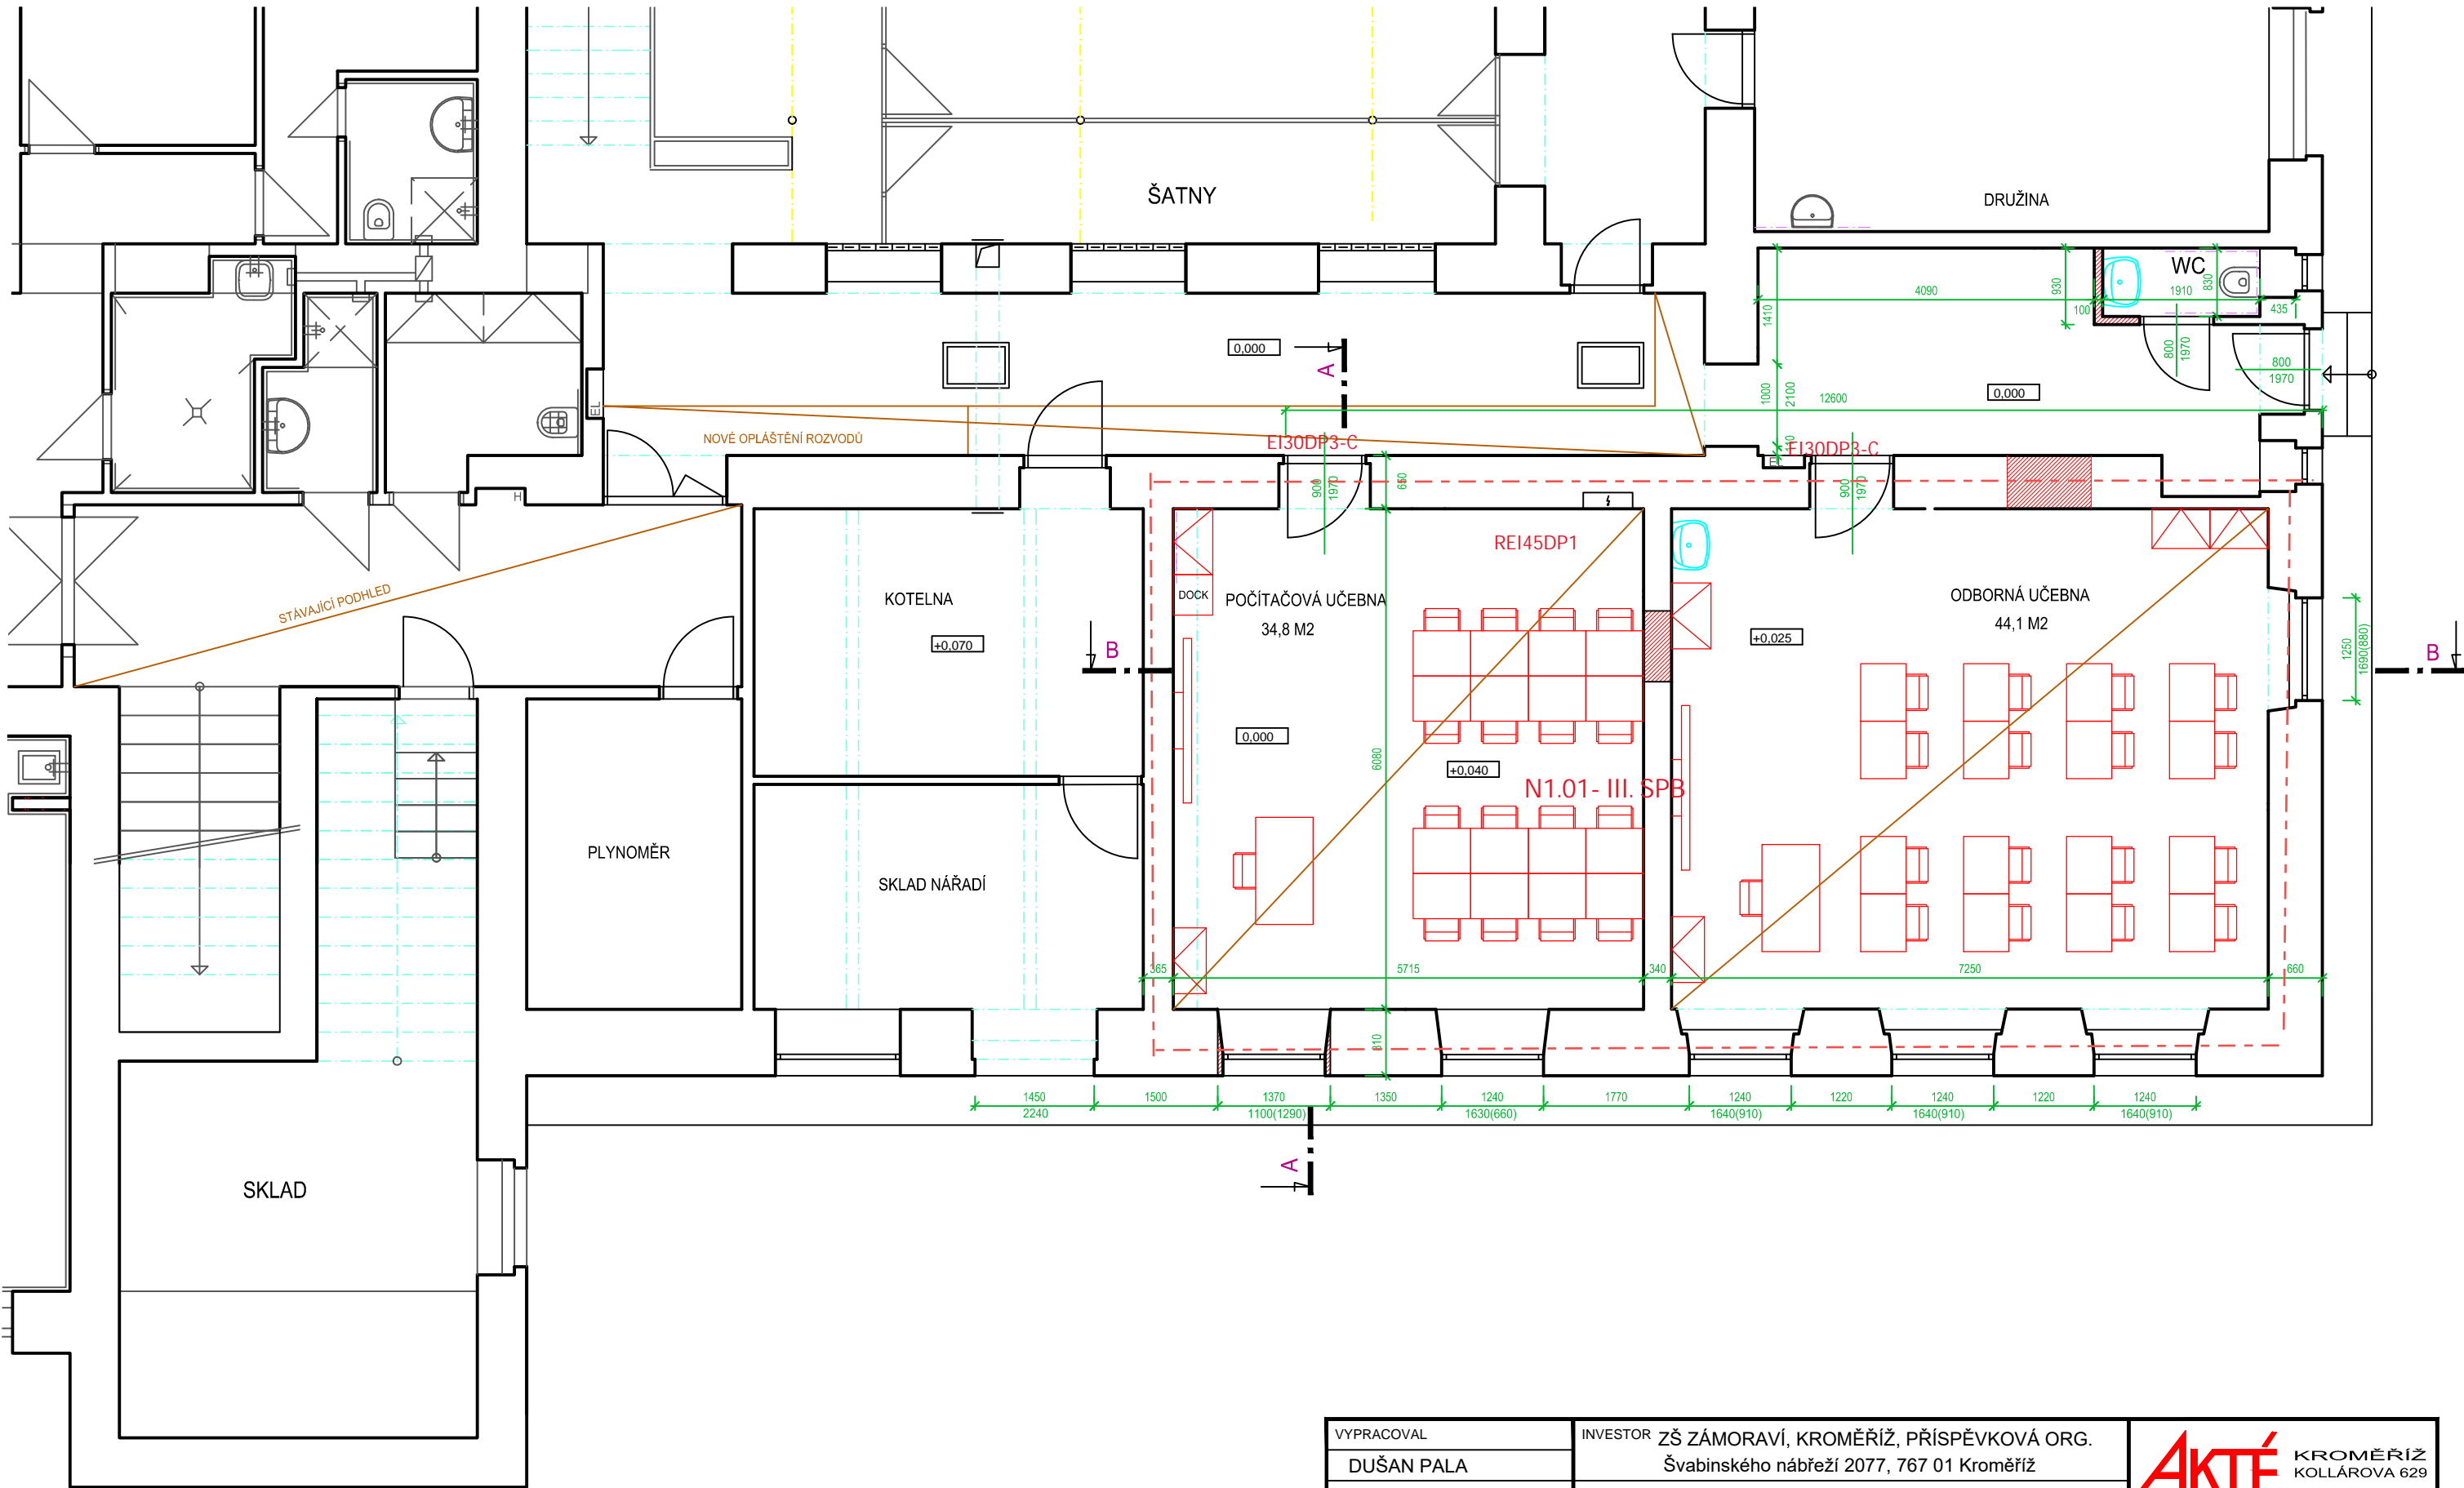 ŠATNY
DRUŽINA
WC
4090
930
100
1910
830
435
1410
800
1970
800
1970
0,000
A
0,000
1000
2100
12600
EL
NOVÉ OPLÁŠTĚNÍ ROZVODŮ
EI30DP3-C
EI30DP3-C
110
900
1970
650
900
1970
H
REI45DP1
STÁVAJÍCÍ PODHLED
KOTELNA
+0,070
DOCK
POČÍTAČOVÁ UČEBNA
34,8 M2
ODBORNÁ UČEBNA
44,1 M2
+0,025
1250
1690(880)
B
B
0,000
6080
+0,040
N1.01- III. SPB
PLYNOMĚR
SKLAD NÁŘADÍ
365
5715
340
7250
660
810
1450
2240
1500
1370
1100(1290)
1350
1240
1630(660)
1770
1240
1640(910)
1220
1240
1640(910)
1220
1240
1640(910)
A
SKLAD
VYPRACOVAL
DUŠAN PALA
INVESTOR ZŠ ZÁMORAVÍ, KROMĚŘÍŽ, PŘÍSPĚVKOVÁ ORG.
Švabinského nábřeží 2077, 767 01 Kroměříž
AKTÉ
KROMĚŘÍŽ
KOLLÁROVA 629